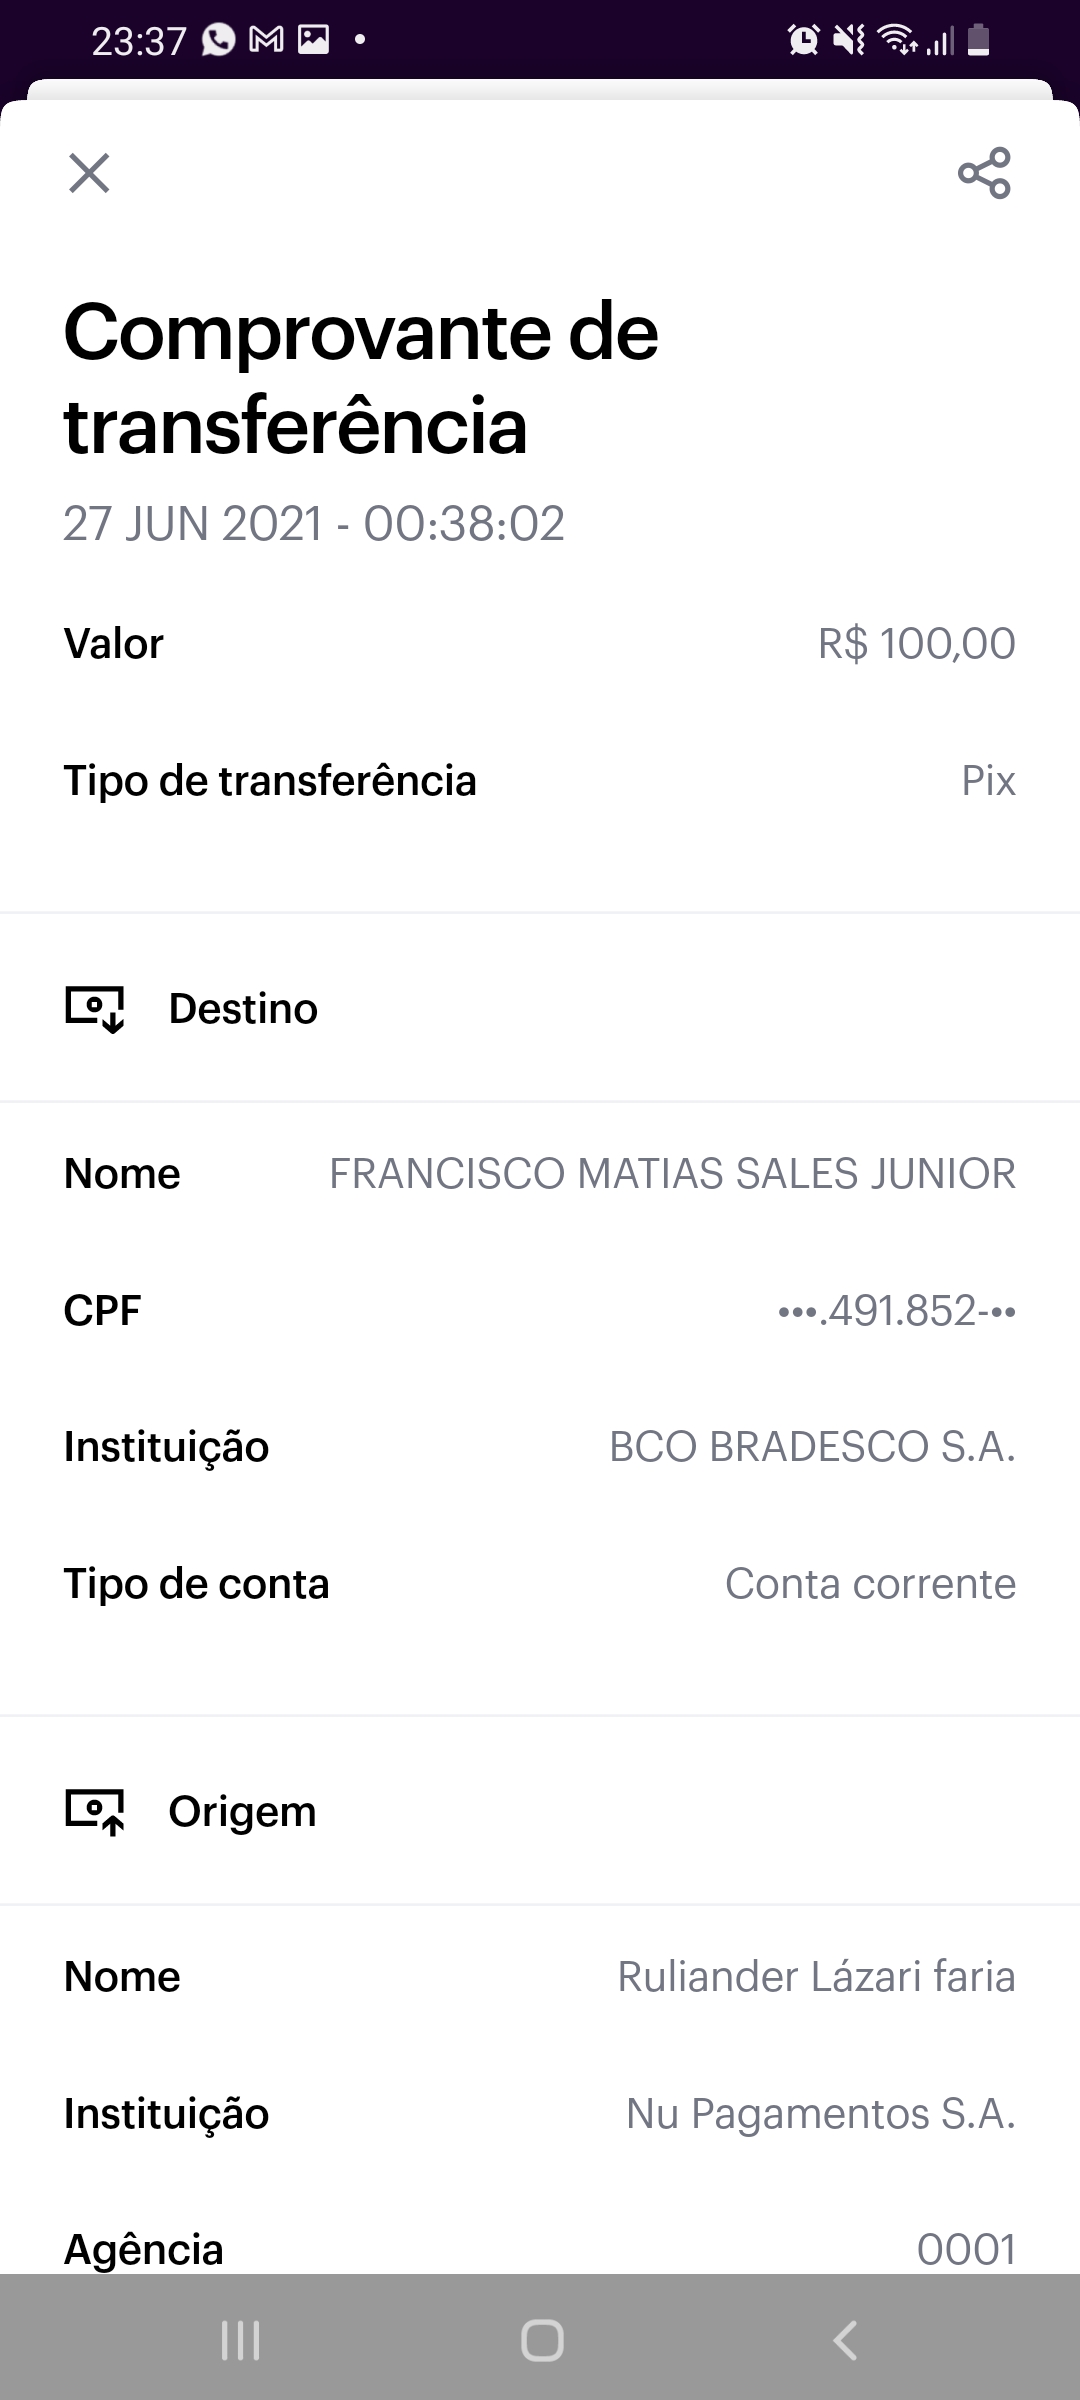 23:37
Comprovante de
transferência
27 JUN 2021 - 00:38:02
Valor R$ 100,00
Tipo de transferência Pix
Destino
Nome FRANCISCO MATIAS SALES JUNIOR
CPF •••.491.852-••
Instituição BCO BRADESCO S.A.
Tipo de conta Conta corrente
Origem
Nome Ruliander Lázari faria
Instituição Nu Pagamentos S.A.
Agência 0001